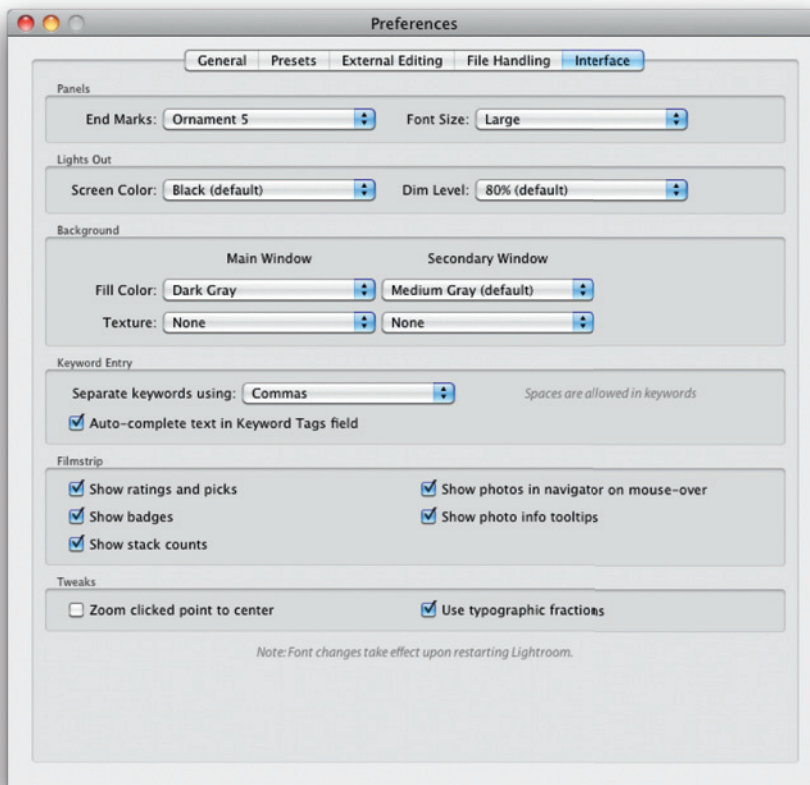 Preferences
General Presets External Editing File Handling Interface
Panels
End Marks: Ornament 5 Font Size: Large
Lights Out
Screen Color: Black (default) Dim Level: 80% (default)
Background
Main Window Secondary Window
Fill Color: Dark Gray Medium Gray (default)
Texture: None None
Keyword Entry
Separate keywords using: Commas Spaces are allowed in keywords
Auto-complete text in Keyword Tags field
Filmstrip
Show ratings and picks Show photos in navigator on mouse-over
Show badges Show photo info tooltips
Show stack counts
Tweaks
Zoom clicked point to center Use typographic fractions
Note: Font changes take effect upon restarting Lightroom.